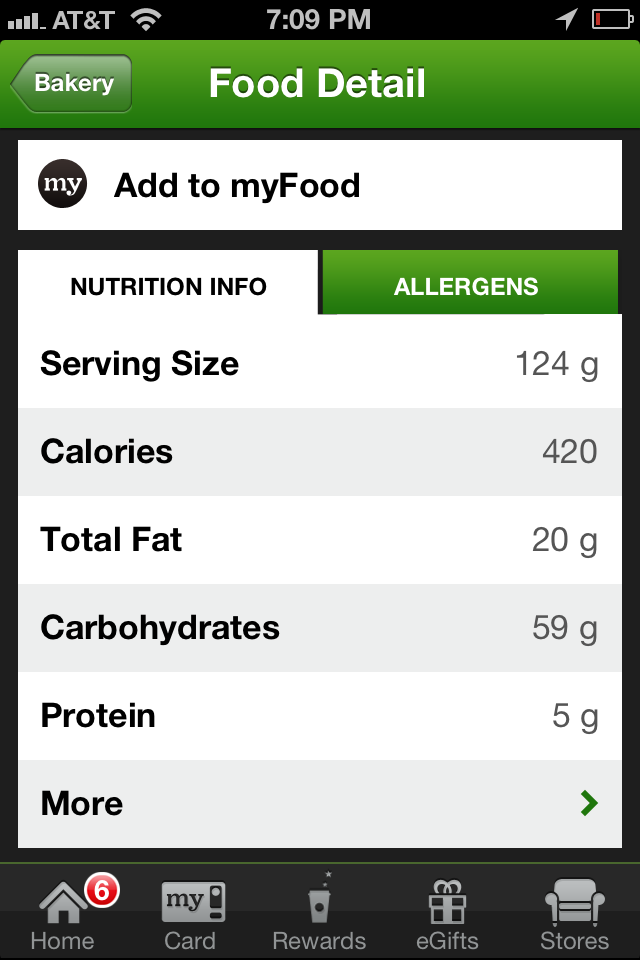 AT&T 7:09 PM
Bakery Food Detail
my Add to myFood
NUTRITION INFO ALLERGENS
Serving Size 124 g
Calories 420
Total Fat 20 g
Carbohydrates 59 g
Protein 5 g
More
6
my
Home Card Rewards eGifts Stores